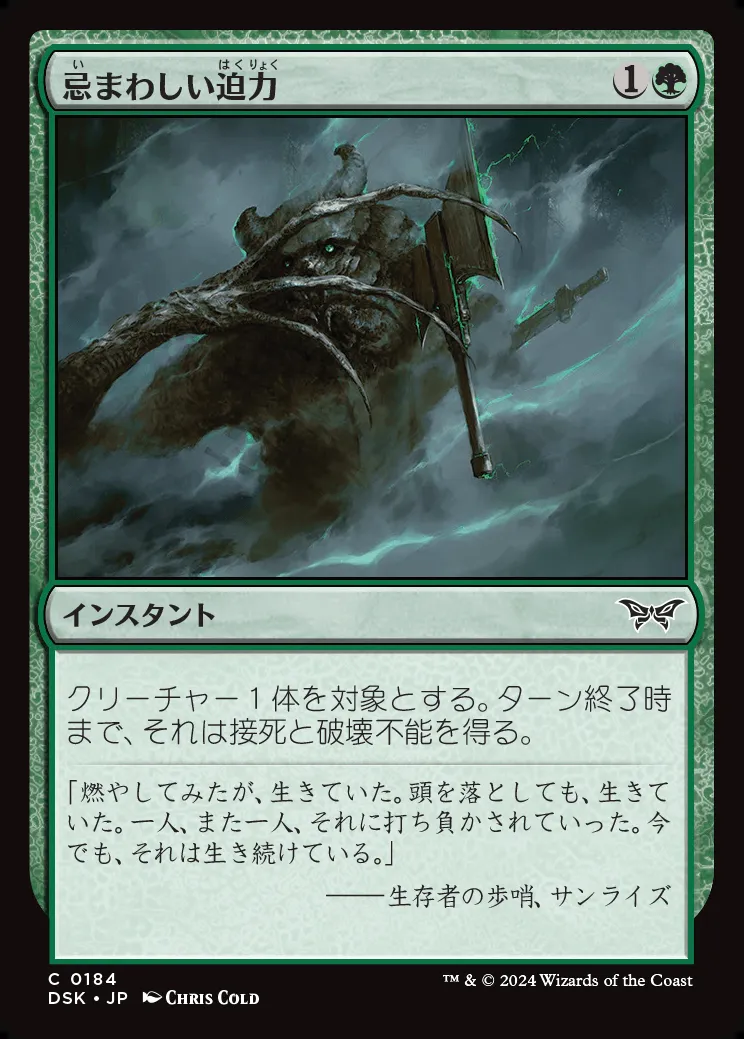 忌まわしい迫力
い はくりょく
1
インスタント
クリーチャー1体を対象とする。ターン終了時
まで、それは接死と破壊不能を得る。
「燃やしてみたが、生きていた。頭を落としても、生きて
いた。一人、また一人、それに打ち負かされていった。今
でも、それは生き続けている。」
——生存者の歩哨、サンライズ
C 0184
DSK • JP Chris Cold
™ & © 2024 Wizards of the Coast